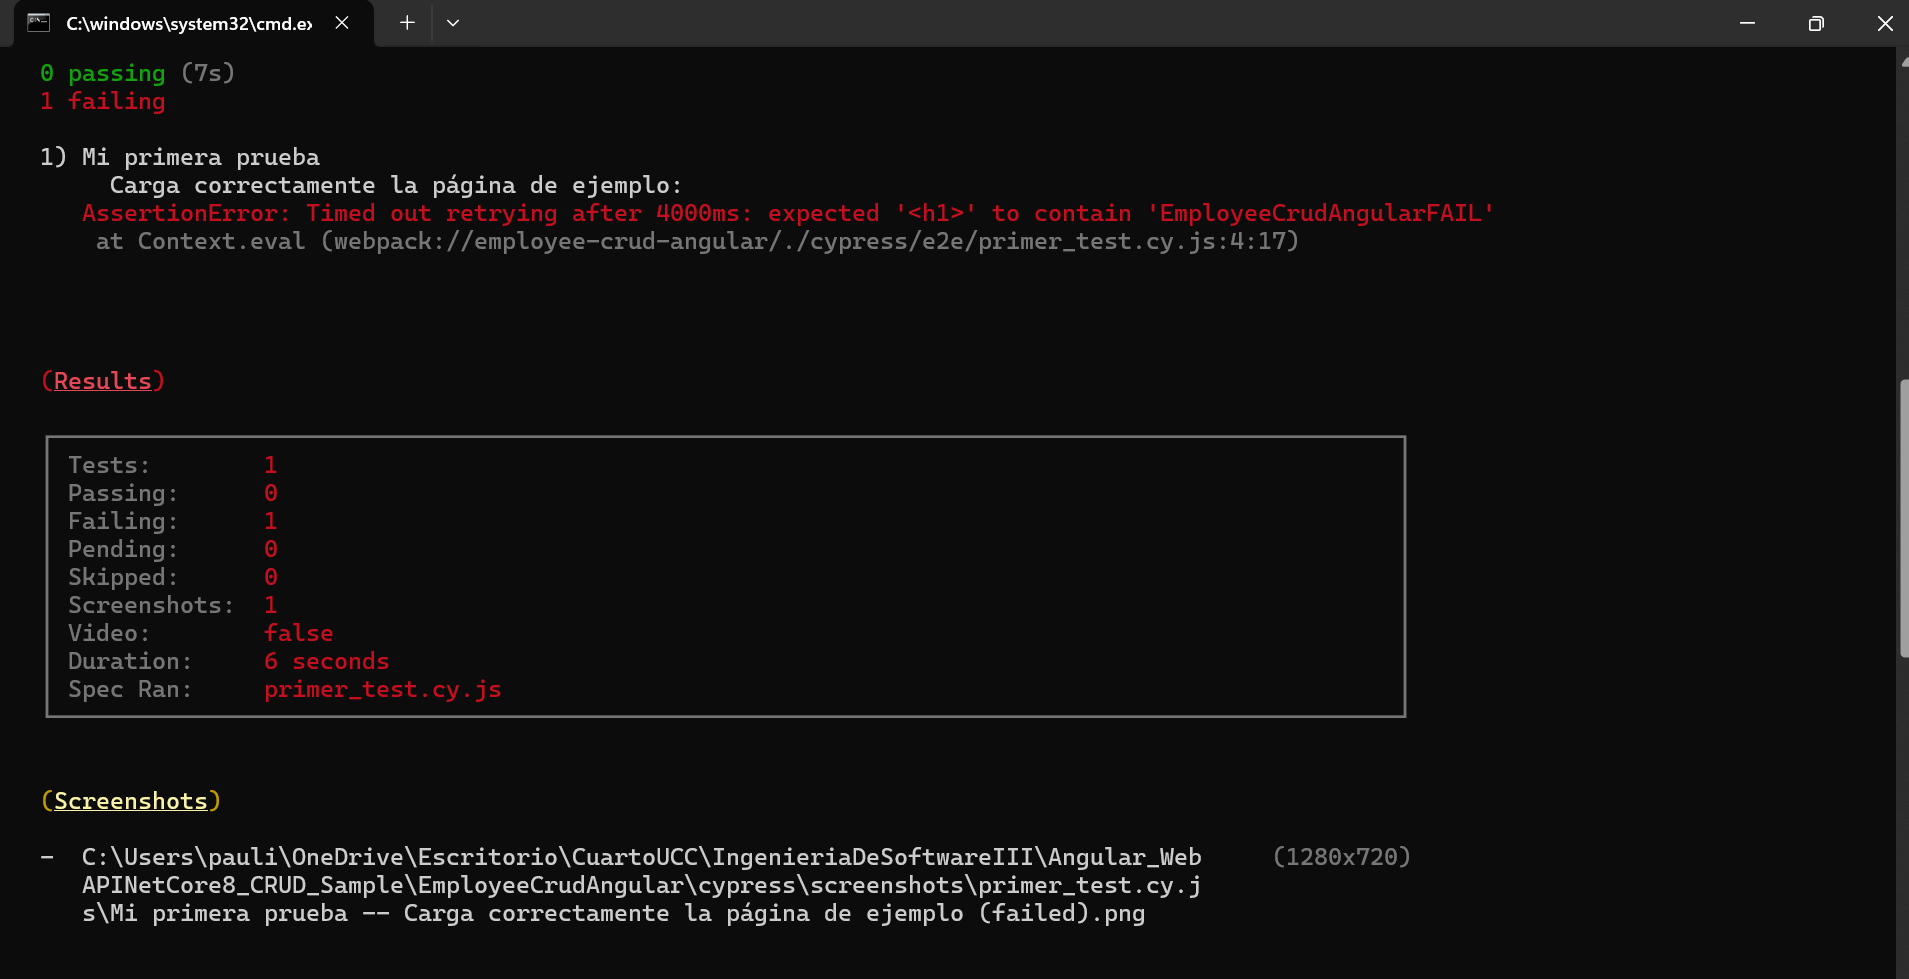 C:\windows\system32\cmd.ex
0 passing (7s)
1 failing
1) Mi primera prueba
Carga correctamente la página de ejemplo:
AssertionError: Timed out retrying after 4000ms: expected '<h1>' to contain 'EmployeeCrudAngularFAIL'
at Context.eval (webpack://employee-crud-angular/./cypress/e2e/primer_test.cy.js:4:17)
(Results)
Tests: 1
Passing: 0
Failing: 1
Pending: 0
Skipped: 0
Screenshots: 1
Video: false
Duration: 6 seconds
Spec Ran: primer_test.cy.js
(Screenshots)
- C:\Users\pauli\OneDrive\Escritorio\CuartoUCC\IngenieriaDeSoftwareIII\Angular_Web (1280x720)
APINetCore8_CRUD_Sample\EmployeeCrudAngular\cypress\screenshots\primer_test.cy.j
s\Mi primera prueba -- Carga correctamente la página de ejemplo (failed).png